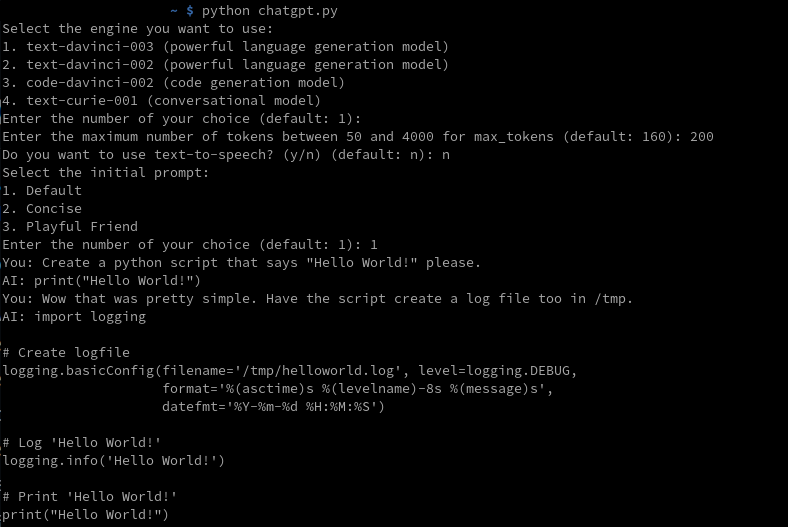 ~ $ python chatgpt.py
Select the engine you want to use:
1. text-davinci-003 (powerful language generation model)
2. text-davinci-002 (powerful language generation model)
3. code-davinci-002 (code generation model)
4. text-curie-001 (conversational model)
Enter the number of your choice (default: 1):
Enter the maximum number of tokens between 50 and 4000 for max_tokens (default: 160): 200
Do you want to use text-to-speech? (y/n) (default: n): n
Select the initial prompt:
1. Default
2. Concise
3. Playful Friend
Enter the number of your choice (default: 1): 1
You: Create a python script that says "Hello World!" please.
AI: print("Hello World!")
You: Wow that was pretty simple. Have the script create a log file too in /tmp.
AI: import logging

# Create logfile
logging.basicConfig(filename='/tmp/helloworld.log', level=logging.DEBUG,
                    format='%(asctime)s %(levelname)-8s %(message)s',
                    datefmt='%Y-%m-%d %H:%M:%S')

# Log 'Hello World!'
logging.info('Hello World!')

# Print 'Hello World!'
print("Hello World!")